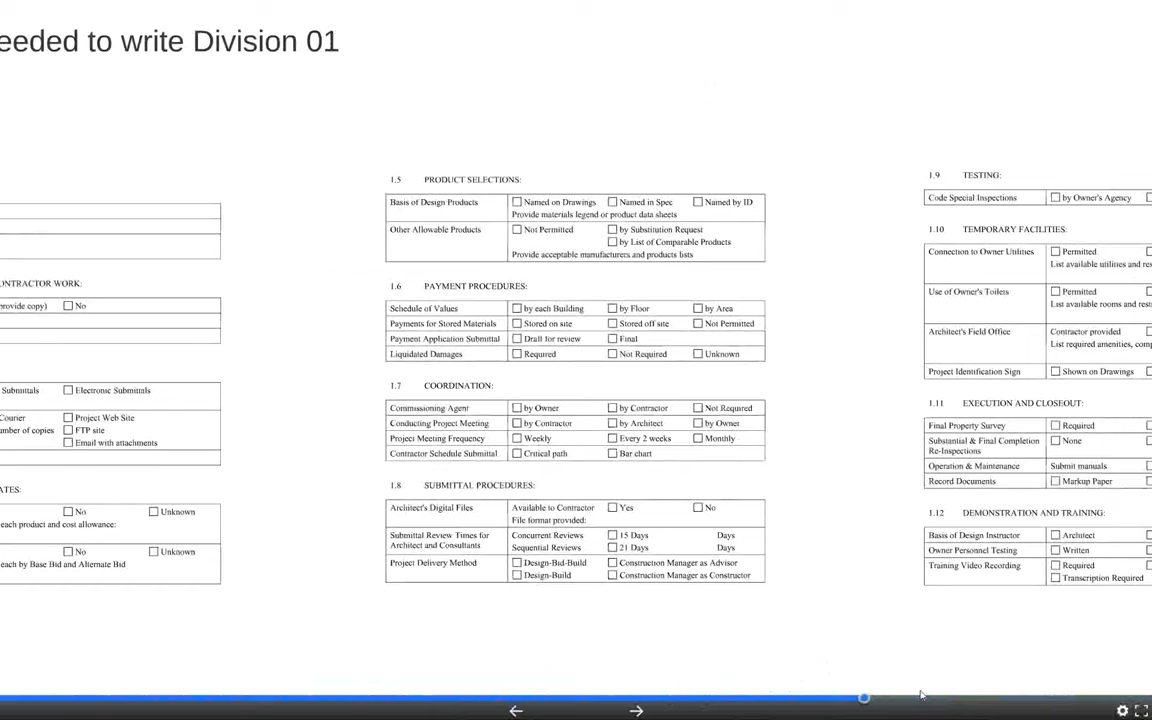 eeded to write Division 01
ONTRACTOR WORK:
provide copy) No
Submittals Electronic Submittals
Courier Project Web Site
umber of copies FTP site
Email with attachments
ATES:
No Unknown
each product and cost allowance:
No Unknown
each by Base Bid and Alternate Bid
1.5 PRODUCT SELECTIONS:
Basis of Design Products Named on Drawings Named in Spec Named by ID
Provide materials legend or product data sheets
Other Allowable Products Not Permitted by Substitution Request
by List of Comparable Products
Provide acceptable manufacturers and products lists
1.6 PAYMENT PROCEDURES:
Schedule of Values by each Building by Floor by Area
Payments for Stored Materials Stored on site Stored off site Not Permitted
Payment Application Submittal Draft for review Final
Liquidated Damages Required Not Required Unknown
1.7 COORDINATION:
Commissioning Agent by Owner by Contractor Not Required
Conducting Project Meeting by Contractor by Architect by Owner
Project Meeting Frequency Weekly Every 2 weeks Monthly
Contractor Schedule Submittal Critical path Bar chart
1.8 SUBMITTAL PROCEDURES:
Architect's Digital Files Available to Contractor Yes No
File format provided:
Submittal Review Times for Concurrent Reviews 15 Days Days
Architect and Consultants Sequential Reviews 21 Days Days
Project Delivery Method Design-Bid-Build Construction Manager as Advisor
Design-Build Construction Manager as Constructor
1.9 TESTING:
Code Special Inspections by Owner's Agency
1.10 TEMPORARY FACILITIES:
Connection to Owner Utilities Permitted
List available utilities and res
Use of Owner's Toilets Permitted
List available rooms and rest
Architect's Field Office Contractor provided
List required amenities, comp
Project Identification Sign Shown on Drawings
1.11 EXECUTION AND CLOSEOUT:
Final Property Survey Required
Substantial & Final Completion None
Re-Inspections
Operation & Maintenance Submit manuals
Record Documents Markup Paper
1.12 DEMONSTRATION AND TRAINING:
Basis of Design Instructor Architect
Owner Personnel Testing Written
Training Video Recording Required
Transcription Required